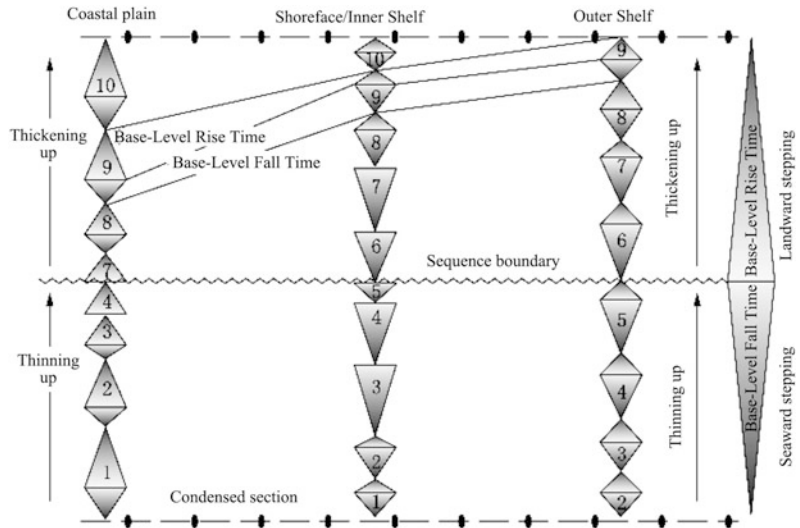 Coastal plain
Shoreface/Inner Shelf
Outer Shelf
10
9
8
7
4
3
2
1
10
9
8
7
6
5
4
3
2
1
9
8
7
6
5
4
3
2
Thickening
up
Thinning
up
Base-Level Rise Time
Base-Level Fall Time
Sequence boundary
Condensed section
Thickening up
Thinning up
Base-Level Rise Time
Base-Level Fall Time
Landward stepping
Seaward stepping